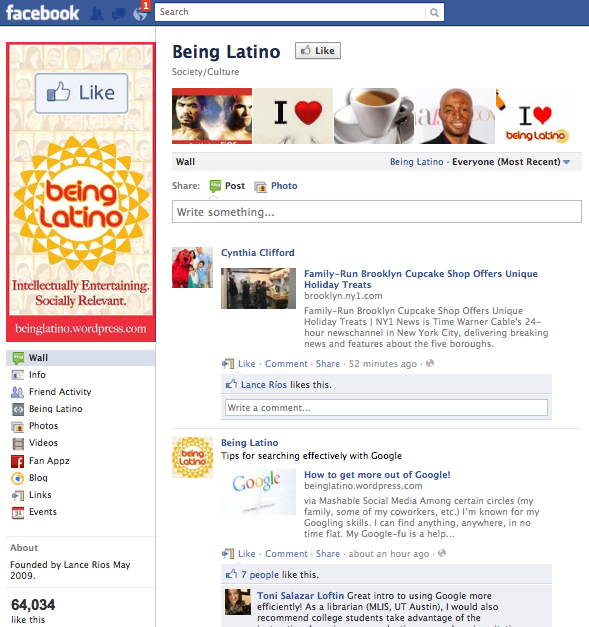 facebook
1
Search
Being Latino
Like
Society/Culture
I
I
being latino
Wall
Being Latino · Everyone (Most Recent)
Share:
Post
Photo
Write something...
Like
being
latino
Intellectually Entertaining.
Socially Relevant.
beinglatino.wordpress.com
Wall
Info
Friend Activity
Being Latino
Photos
Videos
Fan Appz
Blog
Links
Events
About
Founded by Lance Rios May
2009.
64,034
like this
Cynthia Clifford
Family-Run Brooklyn Cupcake Shop Offers Unique
Holiday Treats
brooklyn.ny1.com
Family-Run Brooklyn Cupcake Shop Offers Unique
Holiday Treats | NY1 News is Time Warner Cable's 24-
hour newschannel in New York City, delivering breaking
news and features about the five boroughs.
Like · Comment · Share · 52 minutes ago ·
Lance Ríos likes this.
Write a comment...
being
latino
Being Latino
Tips for searching effectively with Google
Google
How to get more out of Google!
beinglatino.wordpress.com
via Mashable Social Media Among certain circles (my
family, some of my coworkers, etc.) I'm known for my
Googling skills. I can find anything, anywhere, in no
time flat. My Google-fu is a help...
Like · Comment · Share · about an hour ago ·
7 people like this.
Toni Salazar Loftin Great intro to using Google more
efficiently! As a librarian (MLIS, UT Austin), I would also
recommend college students take advantage of the